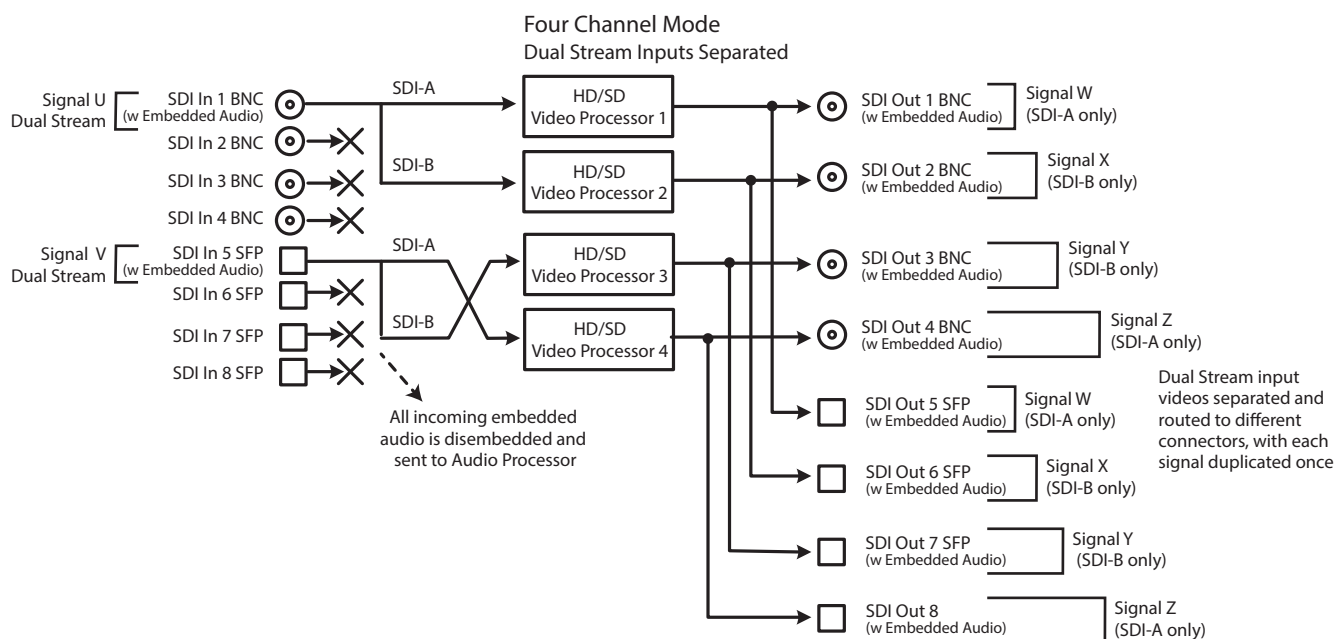 Four Channel Mode
Dual Stream Inputs Separated
Signal U
Dual Stream
SDI In 1 BNC
(w Embedded Audio)
SDI In 2 BNC
SDI In 3 BNC
SDI In 4 BNC
Signal V
Dual Stream
SDI In 5 SFP
(w Embedded Audio)
SDI In 6 SFP
SDI In 7 SFP
SDI In 8 SFP
SDI-A
SDI-B
SDI-A
SDI-B
All incoming embedded
audio is disembedded and
sent to Audio Processor
HD/SD
Video Processor 1
HD/SD
Video Processor 2
HD/SD
Video Processor 3
HD/SD
Video Processor 4
SDI Out 1 BNC
(w Embedded Audio)
Signal W
(SDI-A only)
SDI Out 2 BNC
(w Embedded Audio)
Signal X
(SDI-B only)
SDI Out 3 BNC
(w Embedded Audio)
Signal Y
(SDI-B only)
SDI Out 4 BNC
(w Embedded Audio)
Signal Z
(SDI-A only)
Dual Stream input
videos separated and
routed to different
connectors, with each
signal duplicated once
SDI Out 5 SFP
(w Embedded Audio)
Signal W
(SDI-A only)
SDI Out 6 SFP
(w Embedded Audio)
Signal X
(SDI-B only)
SDI Out 7 SFP
(w Embedded Audio)
Signal Y
(SDI-B only)
SDI Out 8
(w Embedded Audio)
Signal Z
(SDI-A only)